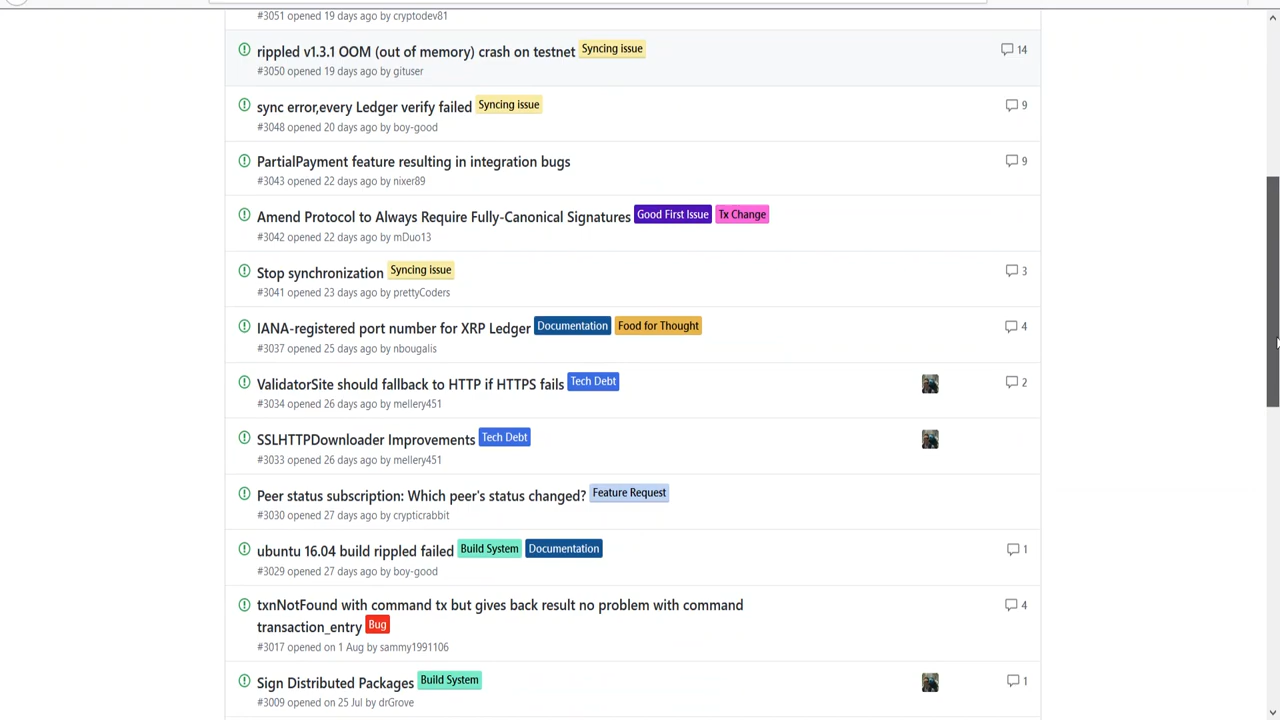 #3051 opened 19 days ago by cryptodev81
rippled v1.3.1 OOM (out of memory) crash on testnet Syncing issue 14
#3050 opened 19 days ago by gituser
sync error,every Ledger verify failed Syncing issue 9
#3048 opened 20 days ago by boy-good
PartialPayment feature resulting in integration bugs 9
#3043 opened 22 days ago by nixer89
Amend Protocol to Always Require Fully-Canonical Signatures Good First Issue Tx Change
#3042 opened 22 days ago by mDuo13
Stop synchronization Syncing issue 3
#3041 opened 23 days ago by prettyCoders
IANA-registered port number for XRP Ledger Documentation Food for Thought 4
#3037 opened 25 days ago by nbougalis
ValidatorSite should fallback to HTTP if HTTPS fails Tech Debt 2
#3034 opened 26 days ago by mellery451
SSLHTTPDownloader Improvements Tech Debt
#3033 opened 26 days ago by mellery451
Peer status subscription: Which peer's status changed? Feature Request
#3030 opened 27 days ago by crypticrabbit
ubuntu 16.04 build rippled failed Build System Documentation 1
#3029 opened 27 days ago by boy-good
txnNotFound with command tx but gives back result no problem with command 4
transaction_entry Bug
#3017 opened on 1 Aug by sammy1991106
Sign Distributed Packages Build System 1
#3009 opened on 25 Jul by drGrove